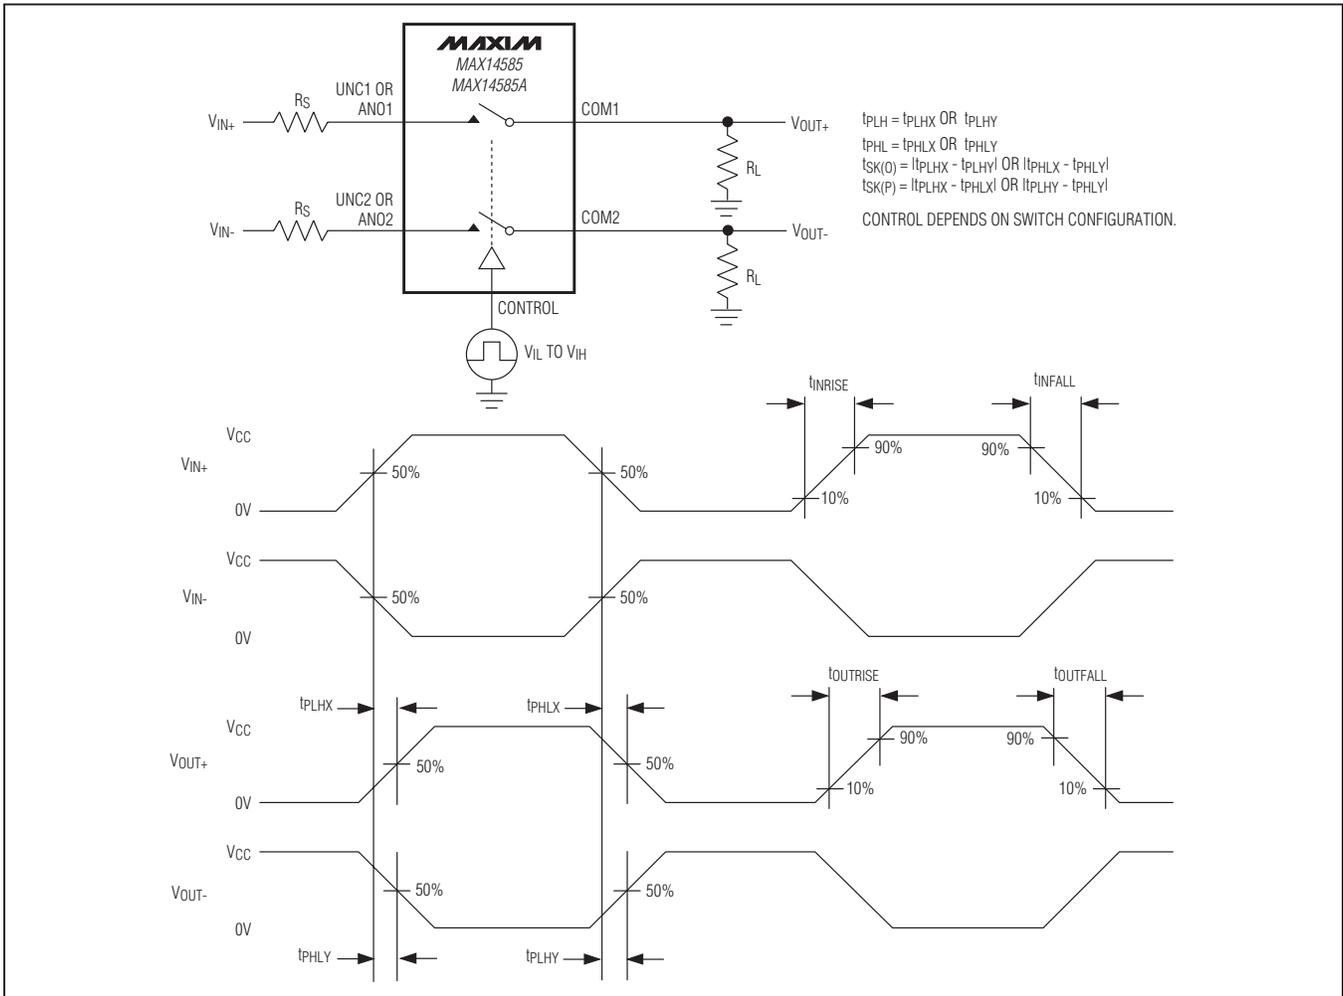 MAXIM
MAX14585
MAX14585A
UNC1 OR
ANO1
RS
VIN+
COM1
VOUT+
RL
UNC2 OR
ANO2
RS
VIN-
COM2
VOUT-
RL
CONTROL
VIL TO VIH
tPLH = tPLHX OR tPLHY
tPHL = tPHLX OR tPHLY
tSK(O) = |tPLHX - tPLHY| OR |tPHLX - tPHLY|
tSK(P) = |tPLHX - tPHLX| OR |tPLHY - tPHLY|
CONTROL DEPENDS ON SWITCH CONFIGURATION.
tINRISE
tINFALL
VCC
VIN+
0V
50%
50%
10%
90%
90%
10%
VCC
VIN-
0V
50%
50%
tPLHX
tPHLX
tOUTRISE
tOUTFALL
VCC
VOUT+
0V
50%
50%
10%
90%
90%
10%
VCC
VOUT-
0V
50%
50%
tPHLY
tPLHY